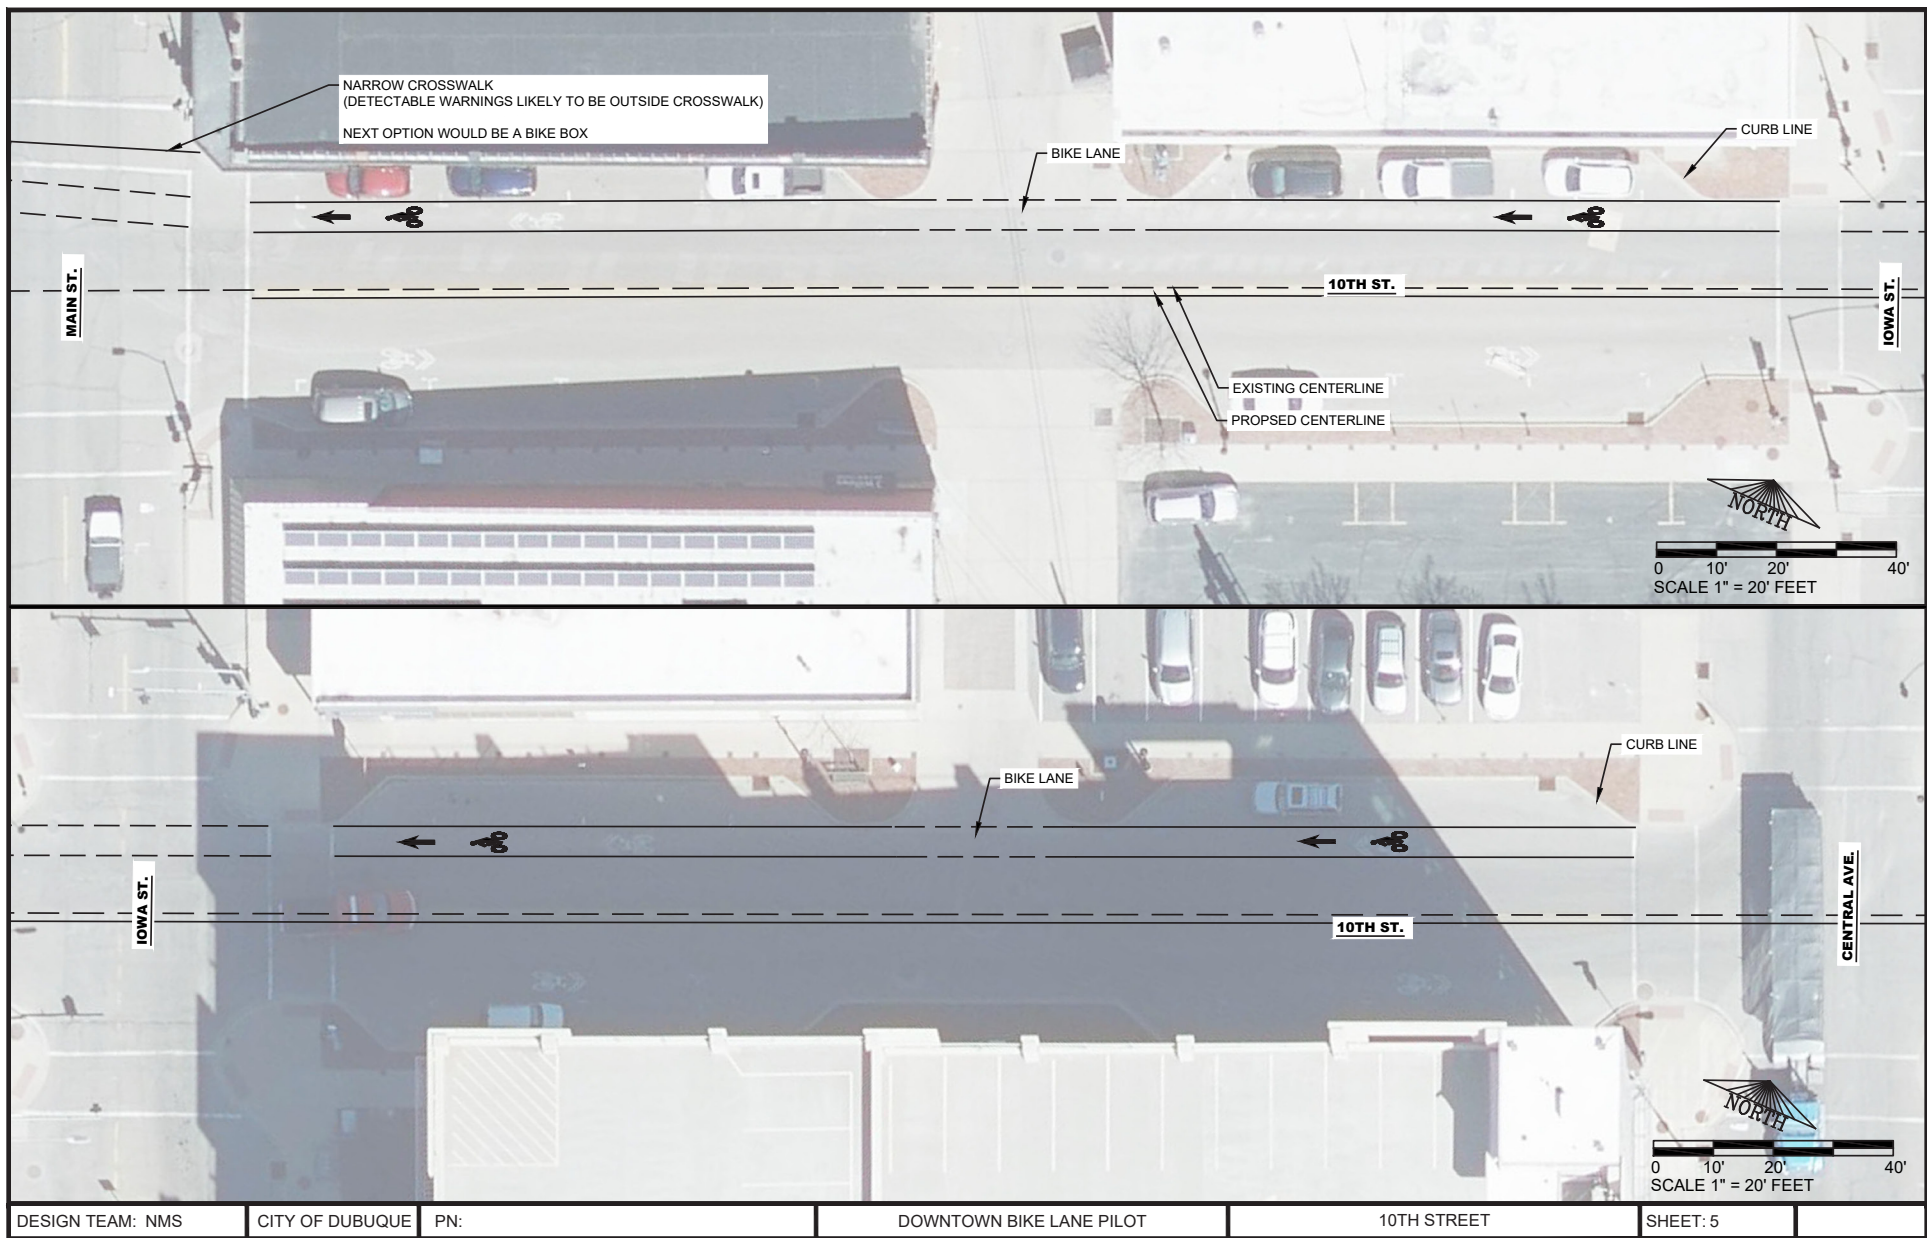 NARROW CROSSWALK
(DETECTABLE WARNINGS LIKELY TO BE OUTSIDE CROSSWALK)
NEXT OPTION WOULD BE A BIKE BOX
BIKE LANE
CURB LINE
MAIN ST.
10TH ST.
IOWA ST.
EXISTING CENTERLINE
PROPSED CENTERLINE
NORTH
0 10' 20' 40'
SCALE 1" = 20' FEET
CURB LINE
BIKE LANE
IOWA ST.
10TH ST.
CENTRAL AVE.
NORTH
0 10' 20' 40'
SCALE 1" = 20' FEET
DESIGN TEAM: NMS
CITY OF DUBUQUE
PN:
DOWNTOWN BIKE LANE PILOT
10TH STREET
SHEET: 5